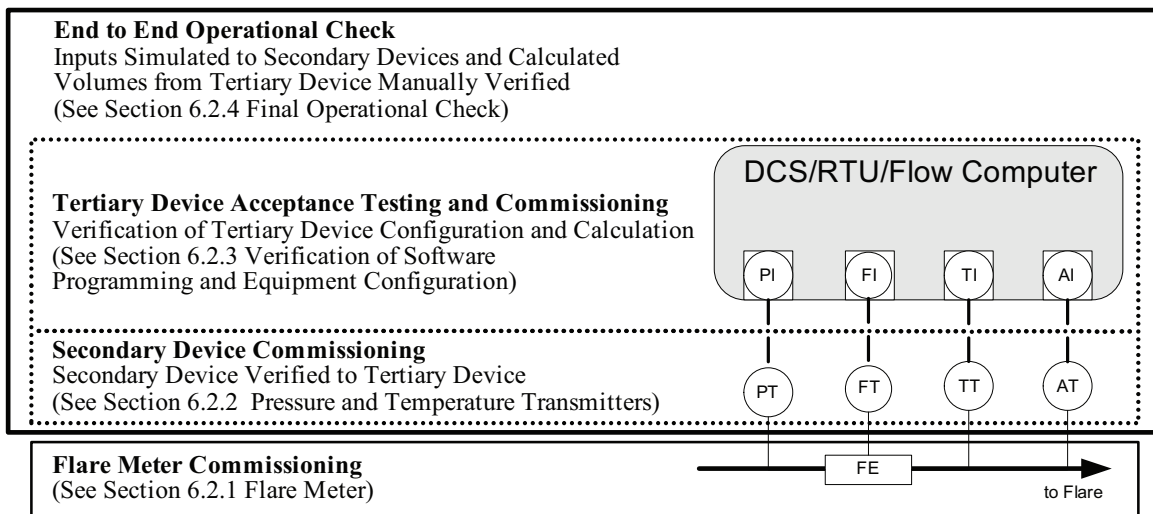 End to End Operational Check
Inputs Simulated to Secondary Devices and Calculated
Volumes from Tertiary Device Manually Verified
(See Section 6.2.4 Final Operational Check)
DCS/RTU/Flow Computer
Tertiary Device Acceptance Testing and Commissioning
Verification of Tertiary Device Configuration and Calculation
(See Section 6.2.3 Verification of Software
Programming and Equipment Configuration)
PI FI TI AI
Secondary Device Commissioning
Secondary Device Verified to Tertiary Device
(See Section 6.2.2 Pressure and Temperature Transmitters)
PT FT TT AT
Flare Meter Commissioning
(See Section 6.2.1 Flare Meter)
FE
to Flare